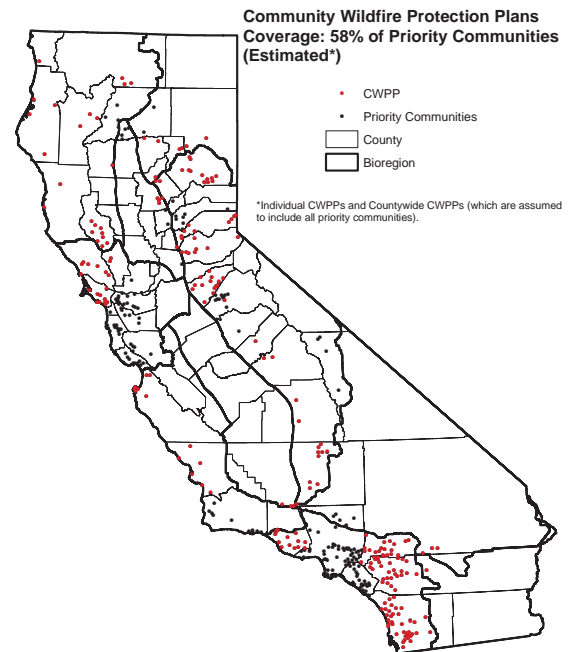 Community Wildfire Protection Plans
Coverage: 58% of Priority Communities
(Estimated*)
CWPP
Priority Communities
County
Bioregion
*Individual CWPPs and Countywide CWPPs (which are assumed
to include all priority communities).